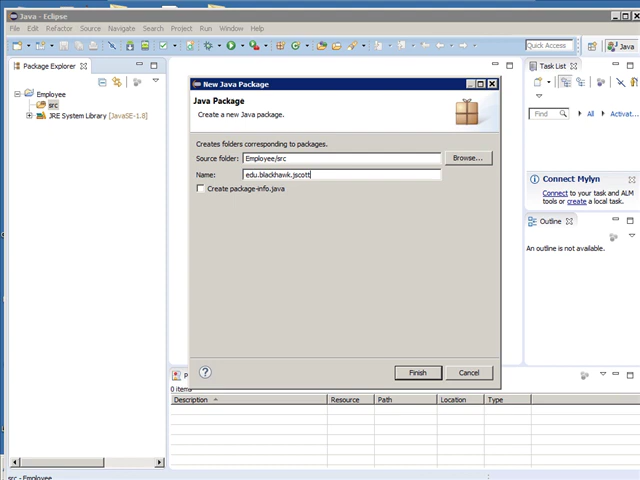 Java - Eclipse
File Edit Refactor Source Navigate Search Project Run Window Help
Quick Access
Java
Package Explorer
Employee
src
JRE System Library [JavaSE-1.8]
New Java Package
Java Package
Create a new Java package.
Creates folders corresponding to packages.
Source folder: Employee/src Browse...
Name: edu.blackhawk.jscott
Create package-info.java
? Finish Cancel
Task List
Find All Activat...
Connect Mylyn
Connect to your task and ALM
tools or create a local task.
Outline
An outline is not available.
0 items
Description Resource Path Location Type
src - Employee